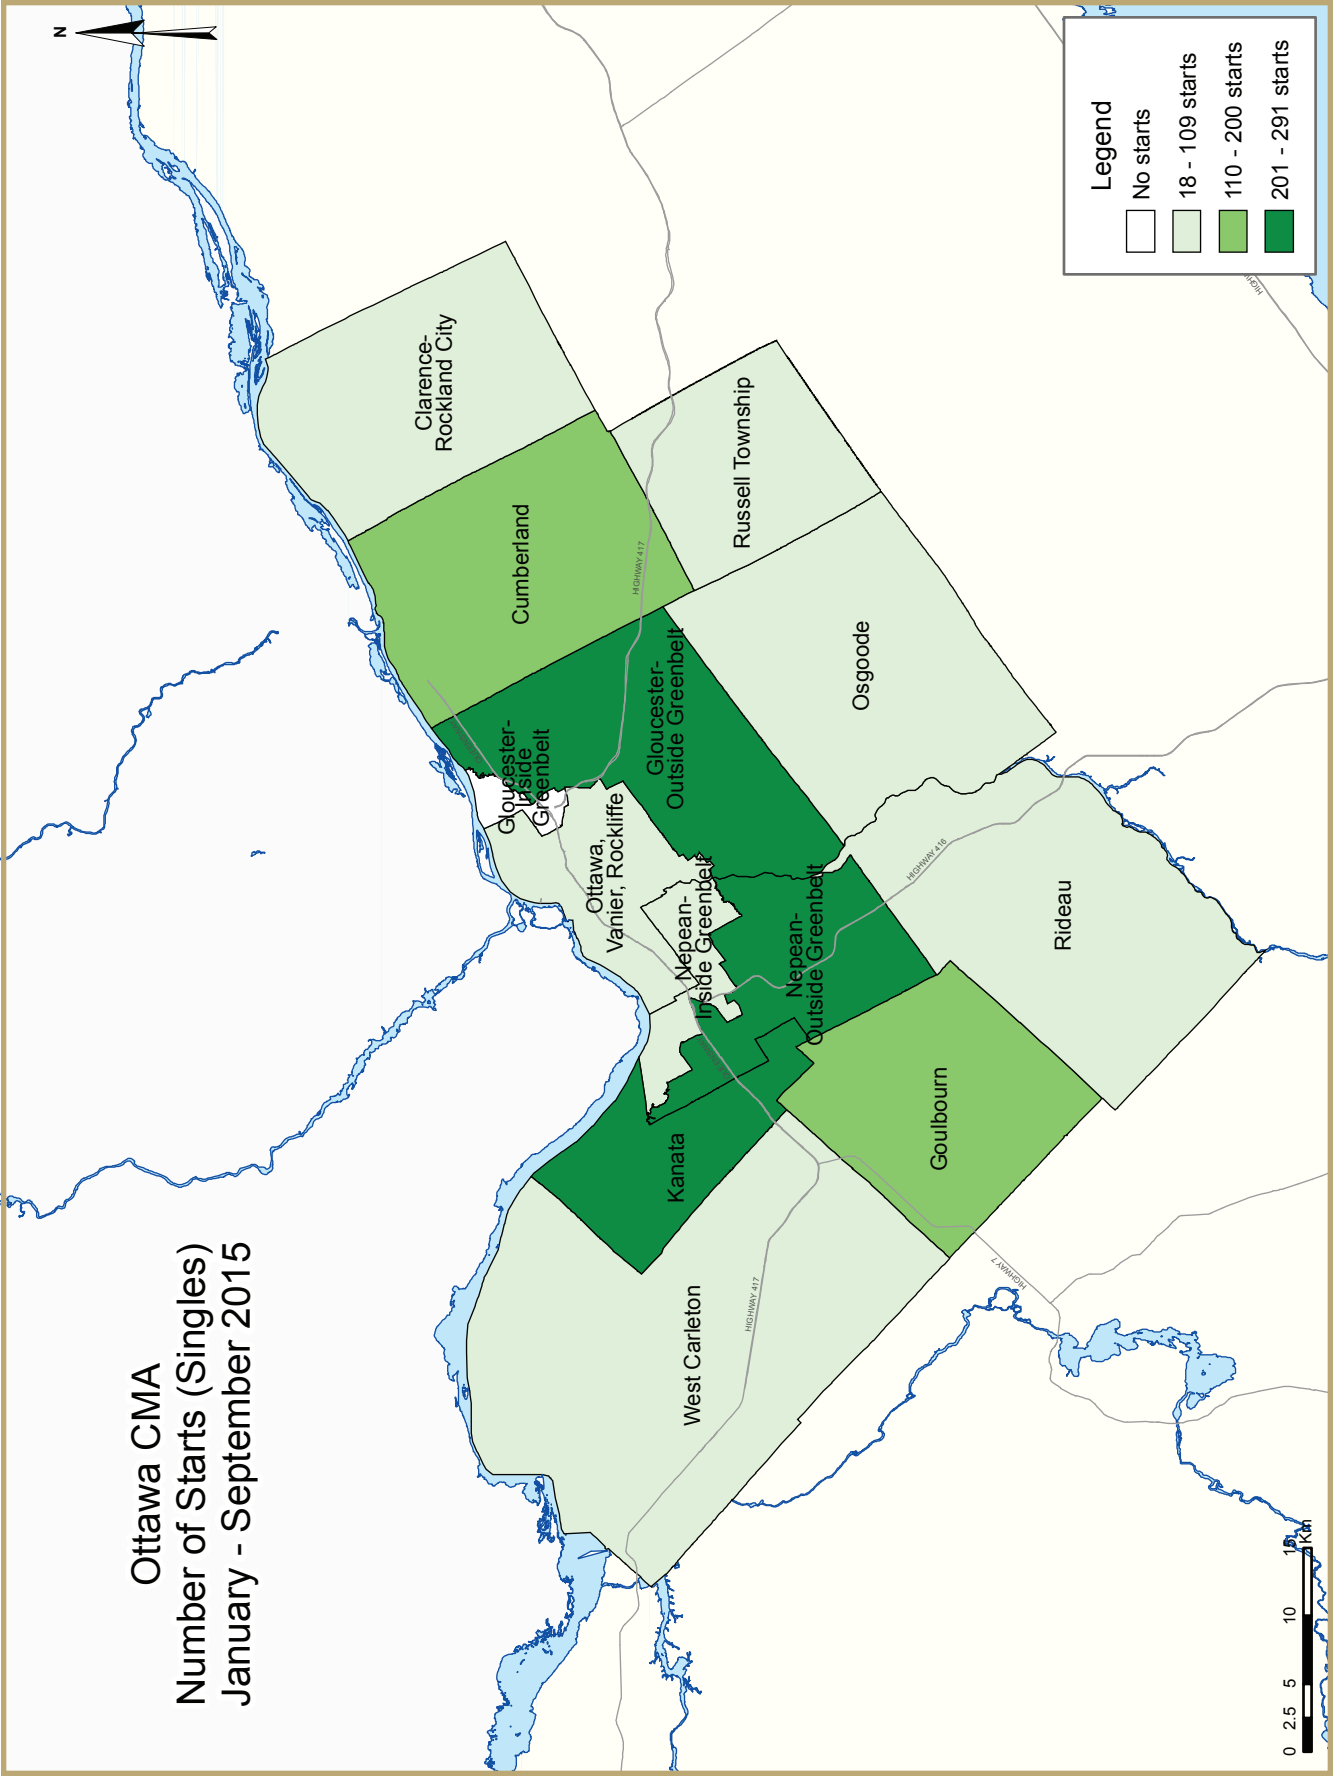 Ottawa CMA
Number of Starts (Singles)
January - September 2015
N
Clarence-
Rockland City
Cumberland
Russell Township
HIGHWAY 417
Gloucester-
Inside
Greenbelt
Gloucester-
Outside Greenbelt
Osgoode
Ottawa,
Vanier, Rockliffe
Nepean-
Inside Greenbelt
Nepean-
Outside Greenbelt
HIGHWAY 416
Rideau
Kanata
Goulbourn
West Carleton
HIGHWAY 417
HIGHWAY 7
Legend
No starts
18 - 109 starts
110 - 200 starts
201 - 291 starts
0 2.5 5 10 15
Km